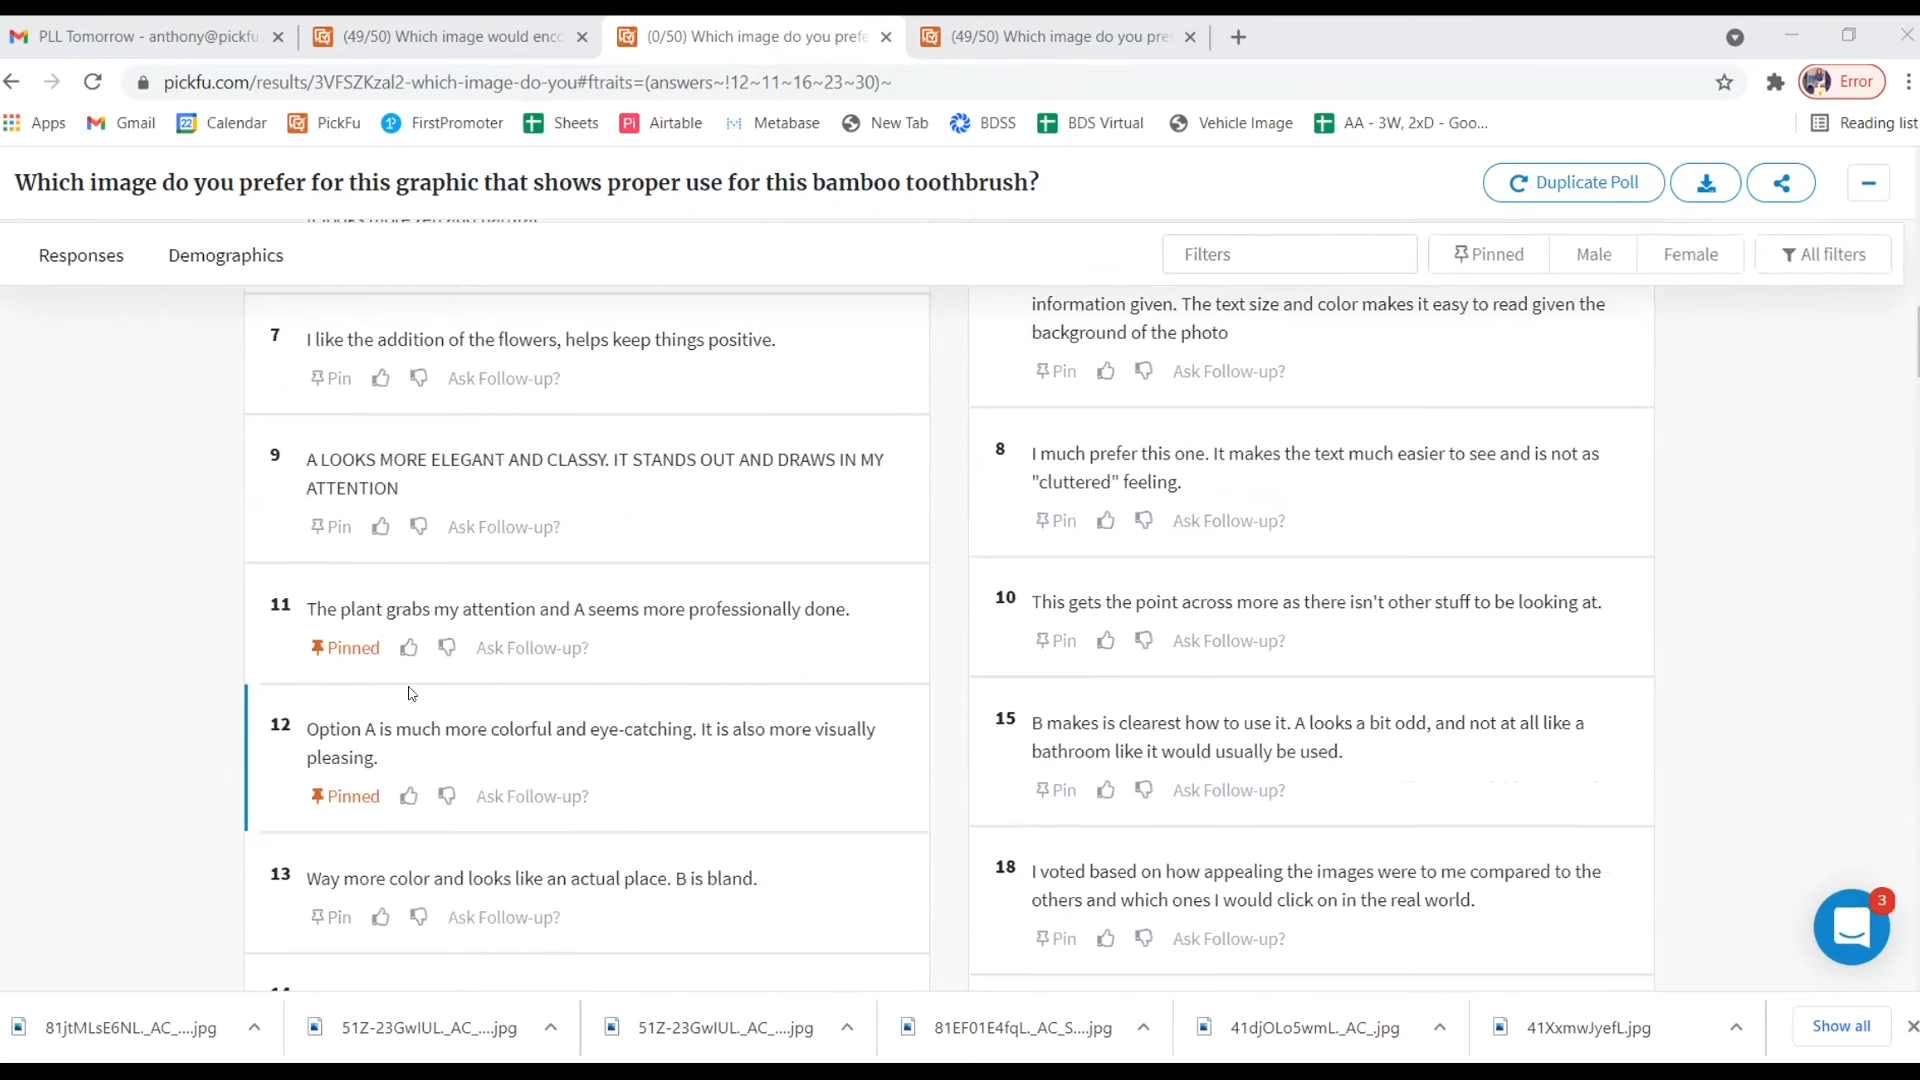 PLL Tomorrow - anthony@pickfu
(49/50) Which image would enco
(0/50) Which image do you prefe
(49/50) Which image do you pre
pickfu.com/results/3VFSZKzal2-which-image-do-you#ftraits=(answers~!12~11~16~23~30)~
Error
Apps
Gmail
Calendar
PickFu
FirstPromoter
Sheets
Airtable
Metabase
New Tab
BDSS
BDS Virtual
Vehicle Image
AA - 3W, 2xD - Goo...
Reading list
Which image do you prefer for this graphic that shows proper use for this bamboo toothbrush?
Duplicate Poll
Responses
Demographics
Filters
Pinned
Male
Female
All filters
7
I like the addition of the flowers, helps keep things positive.
Pin
Ask Follow-up?
9
A LOOKS MORE ELEGANT AND CLASSY. IT STANDS OUT AND DRAWS IN MY
ATTENTION
Pin
Ask Follow-up?
11
The plant grabs my attention and A seems more professionally done.
Pinned
Ask Follow-up?
12
Option A is much more colorful and eye-catching. It is also more visually
pleasing.
Pinned
Ask Follow-up?
13
Way more color and looks like an actual place. B is bland.
Pin
Ask Follow-up?
information given. The text size and color makes it easy to read given the
background of the photo
Pin
Ask Follow-up?
8
I much prefer this one. It makes the text much easier to see and is not as
"cluttered" feeling.
Pin
Ask Follow-up?
10
This gets the point across more as there isn't other stuff to be looking at.
Pin
Ask Follow-up?
15
B makes is clearest how to use it. A looks a bit odd, and not at all like a
bathroom like it would usually be used.
Pin
Ask Follow-up?
18
I voted based on how appealing the images were to me compared to the
others and which ones I would click on in the real world.
Pin
Ask Follow-up?
3
81jtMLsE6NL._AC_....jpg
51Z-23GwIUL._AC_....jpg
51Z-23GwIUL._AC_....jpg
81EF01E4fqL._AC_S....jpg
41djOLo5wmL._AC_.jpg
41XxmwJyefL.jpg
Show all